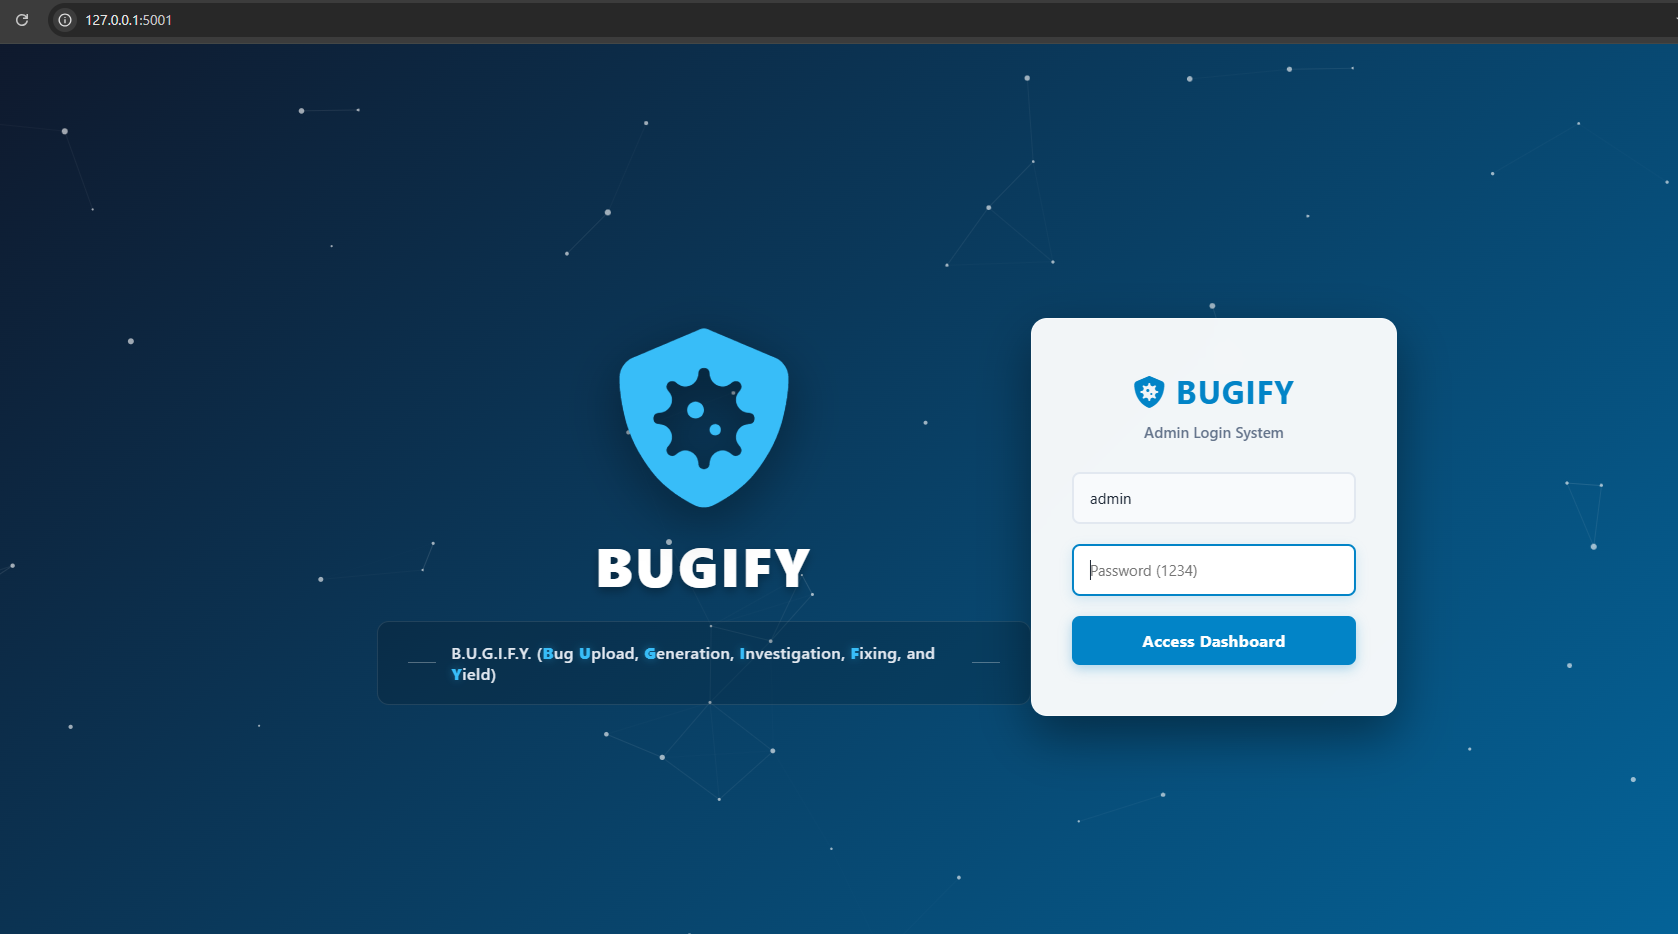 127.0.0.1:5001
BUGIFY
B.U.G.I.F.Y. (Bug Upload, Generation, Investigation, Fixing, and
Yield)
BUGIFY
Admin Login System
admin
Password (1234)
Access Dashboard